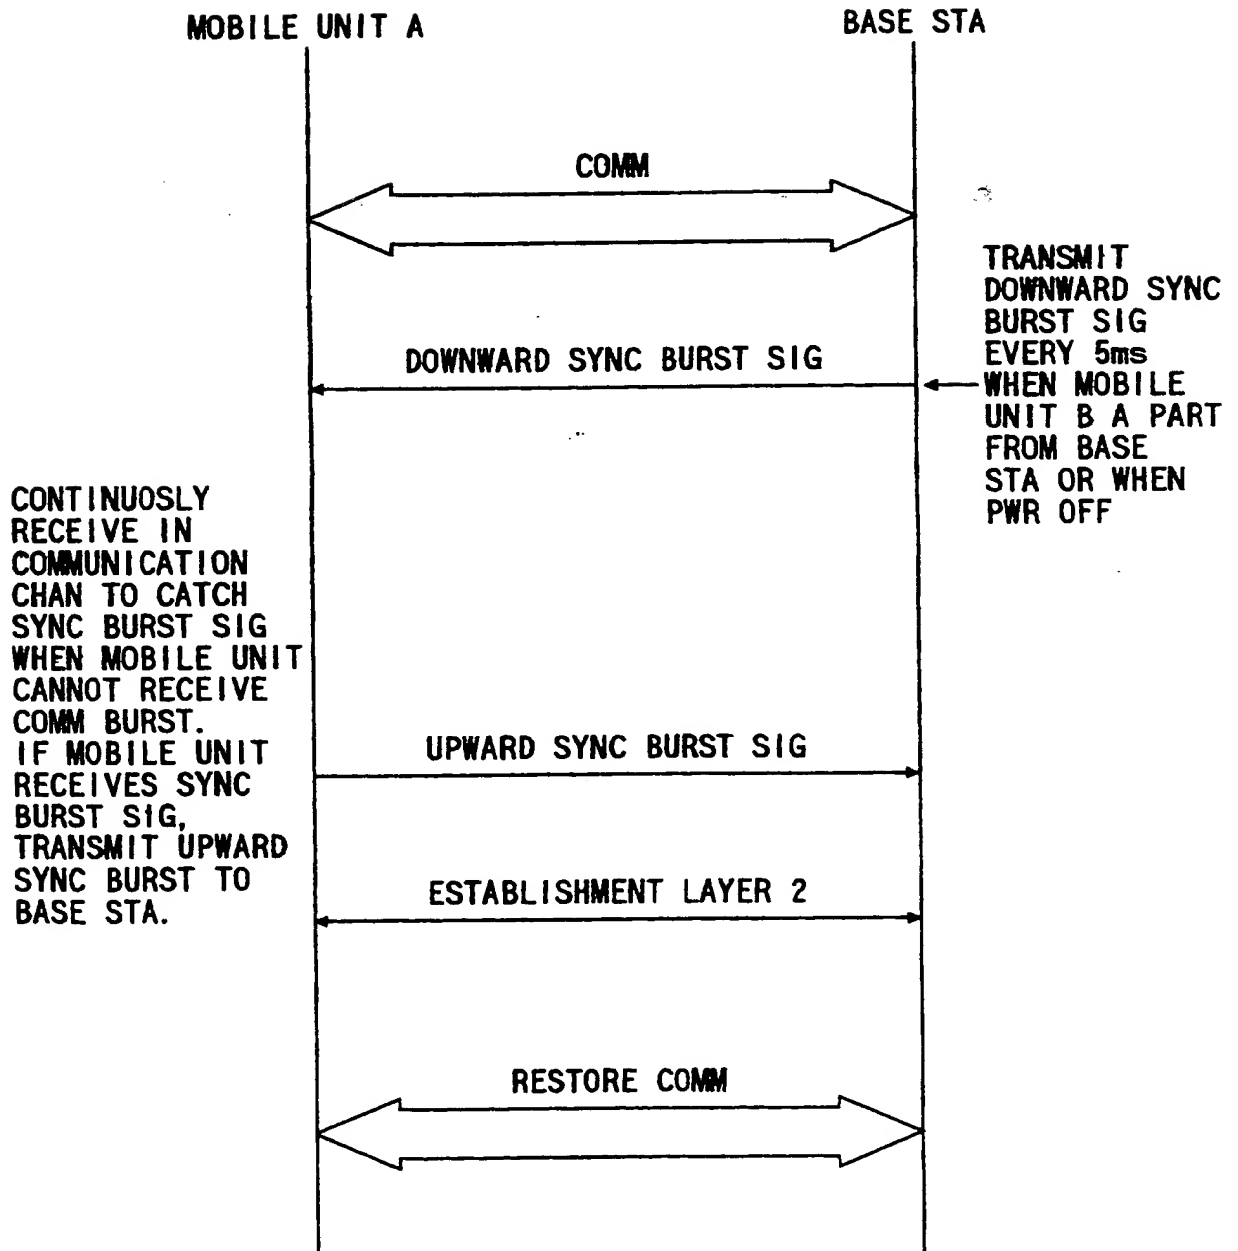 MOBILE UNIT A
BASE STA
COMM
TRANSMIT
DOWNWARD SYNC
BURST SIG
EVERY 5ms
WHEN MOBILE
UNIT B A PART
FROM BASE
STA OR WHEN
PWR OFF
DOWNWARD SYNC BURST SIG
CONTINUOSLY
RECEIVE IN
COMMUNICATION
CHAN TO CATCH
SYNC BURST SIG
WHEN MOBILE UNIT
CANNOT RECEIVE
COMM BURST.
IF MOBILE UNIT
RECEIVES SYNC
BURST SIG,
TRANSMIT UPWARD
SYNC BURST TO
BASE STA.
UPWARD SYNC BURST SIG
ESTABLISHMENT LAYER 2
RESTORE COMM